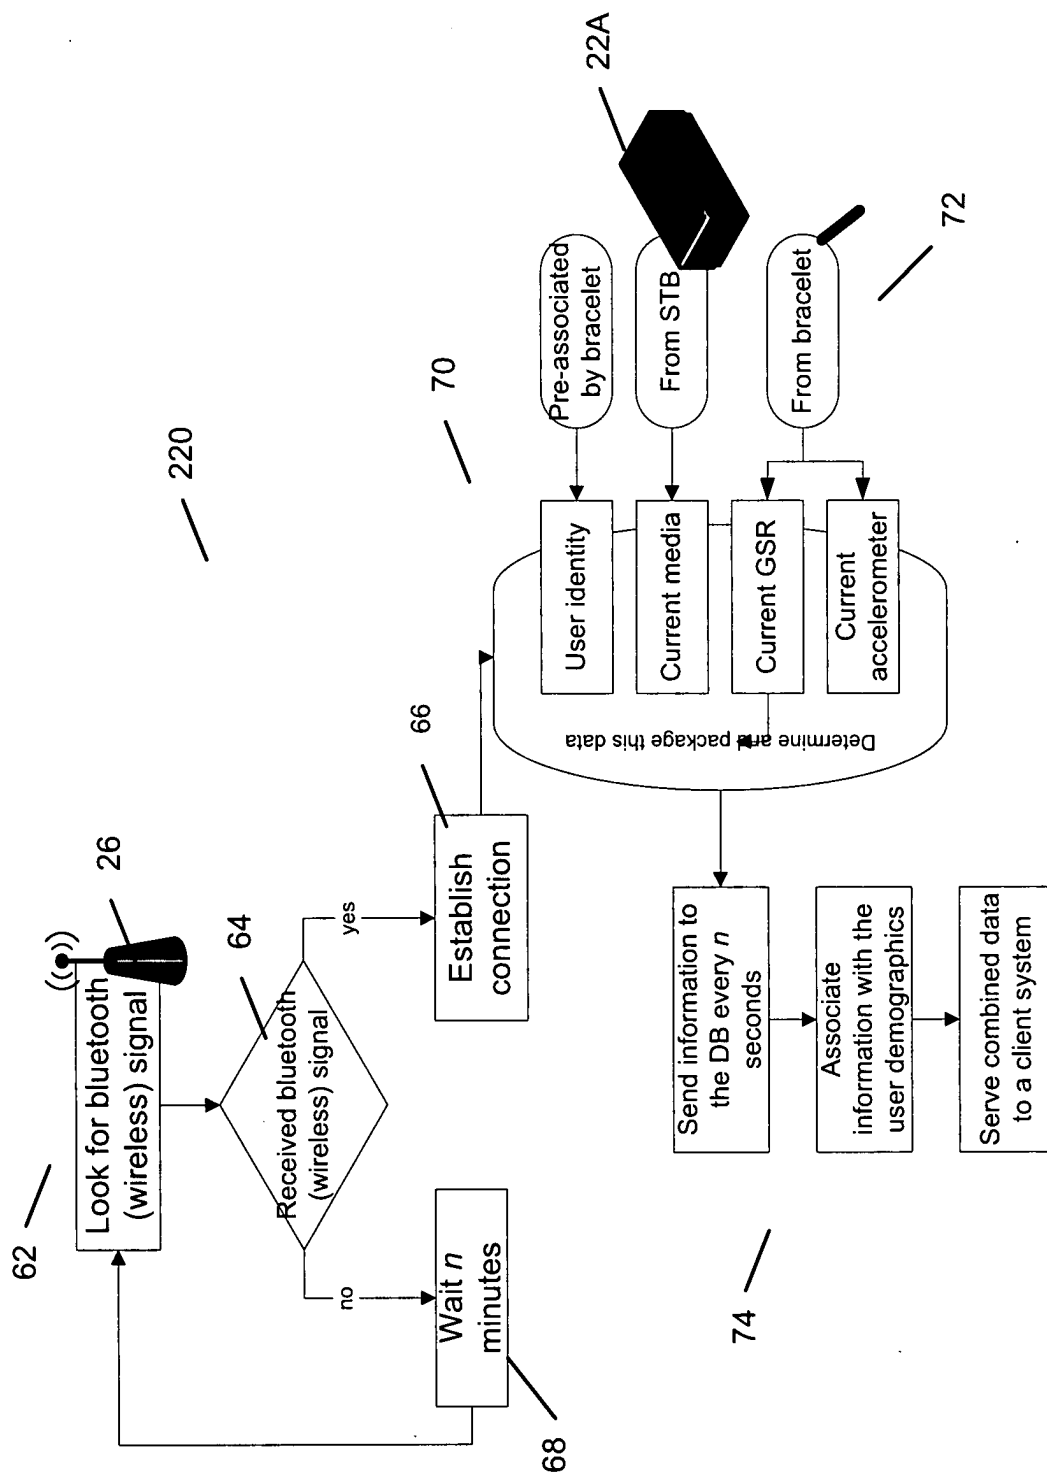 62
Look for bluetooth
(wireless) signal
26
Received bluetooth
(wireless) signal
64
no
yes
Wait n
minutes
68
Establish
connection
66
220
70
Determine and package this data
User identity
Current media
Current GSR
Current
accelerometer
Pre-associated
by bracelet
From STB
From bracelet
22A
72
74
Send information to
the DB every n
seconds
Associate
information with the
user demographics
Serve combined data
to a client system